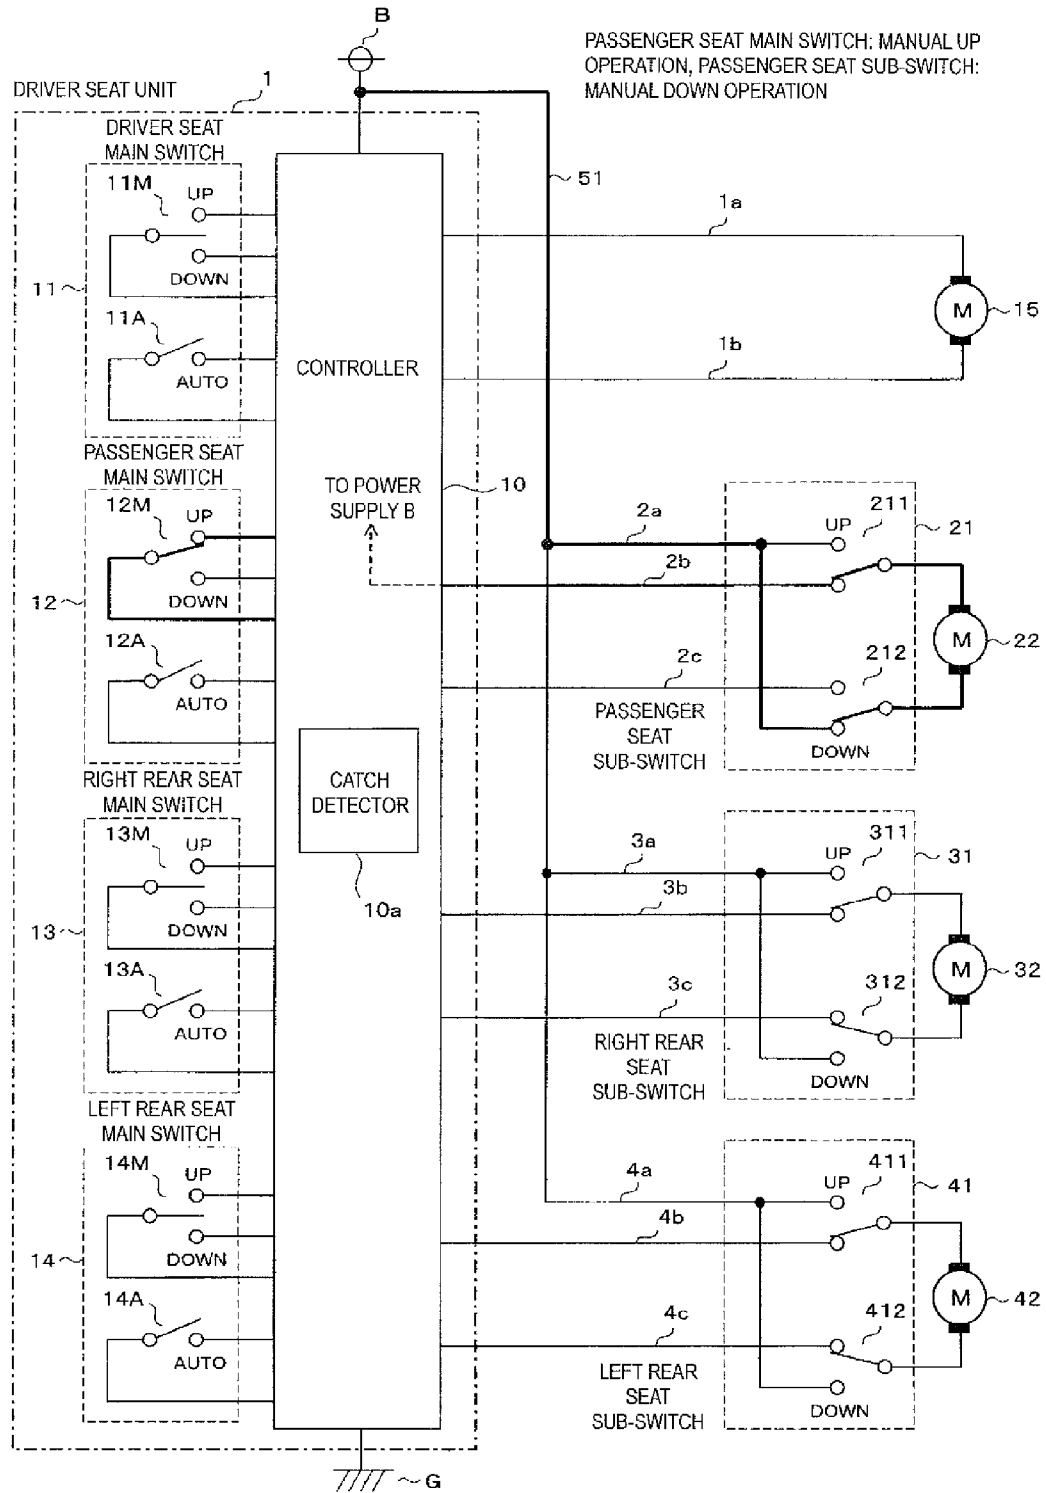 B
PASSENGER SEAT MAIN SWITCH: MANUAL UP
OPERATION, PASSENGER SEAT SUB-SWITCH:
MANUAL DOWN OPERATION
DRIVER SEAT UNIT
1
DRIVER SEAT
MAIN SWITCH
11M
UP
DOWN
11
11A
AUTO
CONTROLLER
51
1a
M
15
1b
PASSENGER SEAT
MAIN SWITCH
12M
UP
DOWN
12
12A
AUTO
TO POWER
SUPPLY B
10
2a
2b
2c
UP
211
21
M
22
212
DOWN
PASSENGER
SEAT
SUB-SWITCH
RIGHT REAR SEAT
MAIN SWITCH
13M
UP
DOWN
13
13A
AUTO
CATCH
DETECTOR
10a
3a
3b
3c
UP
311
31
M
32
312
DOWN
RIGHT REAR
SEAT
SUB-SWITCH
LEFT REAR SEAT
MAIN SWITCH
14M
UP
DOWN
14
14A
AUTO
4a
4b
4c
UP
411
41
M
42
412
DOWN
LEFT REAR
SEAT
SUB-SWITCH
G